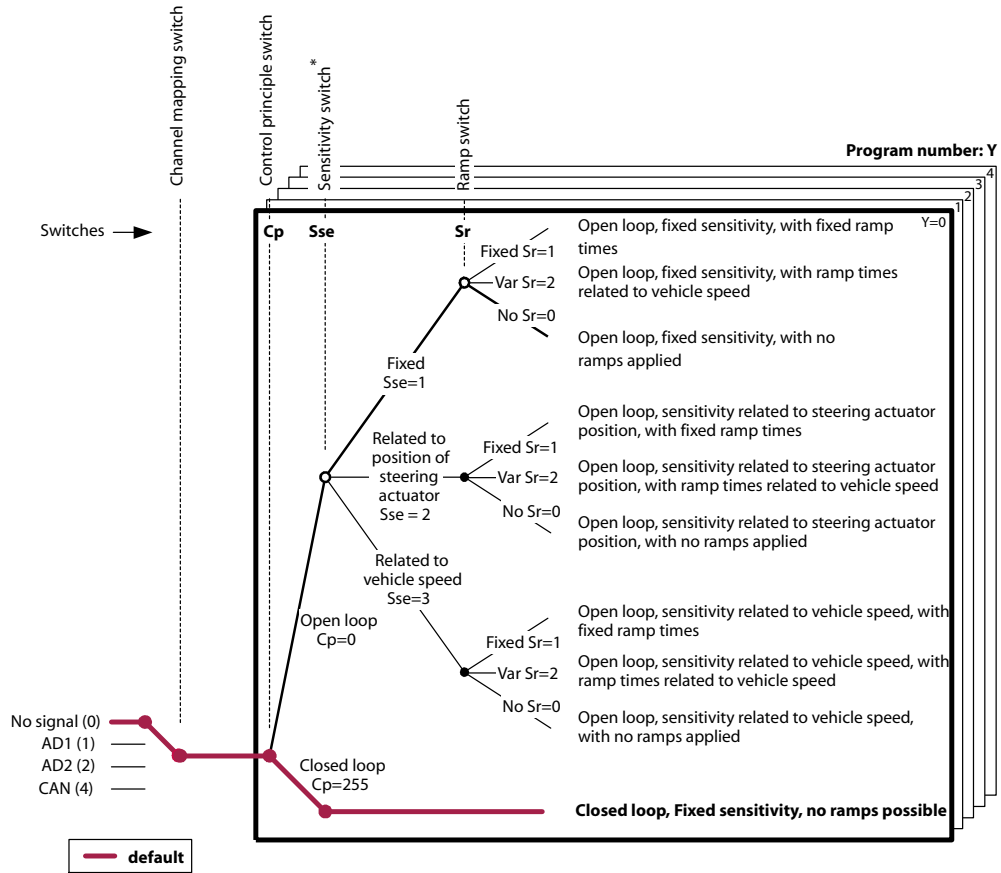 Channel mapping switch
Control principle switch
Sensitivity switch*
Ramp switch
Program number: Y
4
3
2
1
Y=0
Switches
Cp
Sse
Sr
Fixed Sr=1
Var Sr=2
No Sr=0
Open loop, fixed sensitivity, with fixed ramp
times
Open loop, fixed sensitivity, with ramp times
related to vehicle speed
Open loop, fixed sensitivity, with no
ramps applied
Fixed
Sse=1
Related to
position of
steering
actuator
Sse = 2
Fixed Sr=1
Var Sr=2
No Sr=0
Open loop, sensitivity related to steering actuator
position, with fixed ramp times
Open loop, sensitivity related to steering actuator
position, with ramp times related to vehicle speed
Open loop, sensitivity related to steering actuator
position, with no ramps applied
Related to
vehicle speed
Sse=3
Open loop
Cp=0
Fixed Sr=1
Var Sr=2
No Sr=0
Open loop, sensitivity related to vehicle speed, with
fixed ramp times
Open loop, sensitivity related to vehicle speed, with
ramp times related to vehicle speed
Open loop, sensitivity related to vehicle speed,
with no ramps applied
No signal (0)
AD1 (1)
AD2 (2)
CAN (4)
Closed loop
Cp=255
Closed loop, Fixed sensitivity, no ramps possible
default